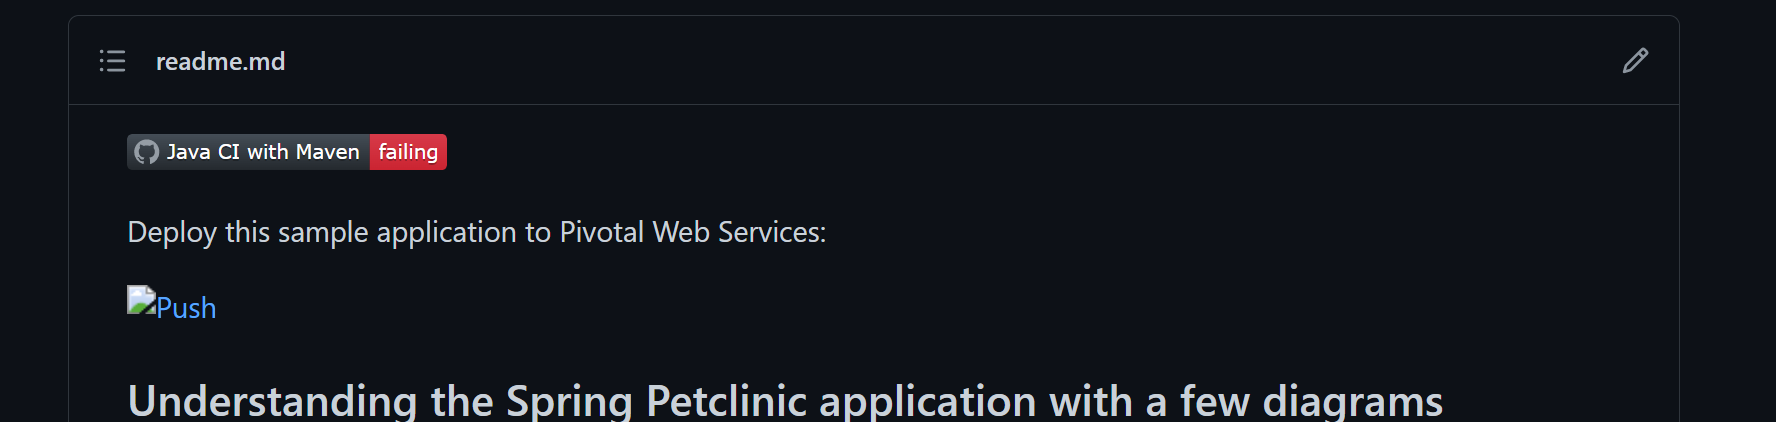 readme.md
Java CI with Maven failing
Deploy this sample application to Pivotal Web Services:
Push
Understanding the Spring Petclinic application with a few diagrams